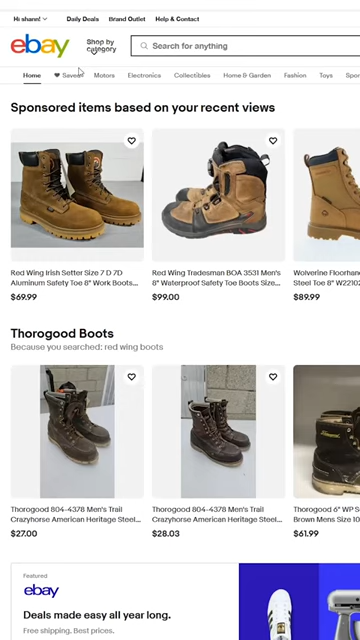 Hi shann!
Daily Deals
Brand Outlet
Help & Contact
ebay
Shop by
category
Search for anything
Home
Saved
Motors
Electronics
Collectibles
Home & Garden
Fashion
Toys
Sponsored items based on your recent views
Red Wing Irish Setter Size 7 D 7D
Aluminum Safety Toe 8" Work Boots...
$69.99
Red Wing Tradesman BOA 3531 Men's
8" Waterproof Safety Toe Boots Size...
$99.00
Wolverine Floorhan
Steel Toe 8" W22102
$89.99
Thorogood Boots
Because you searched: red wing boots
Thorogood 804-4378 Men's Trail
Crazyhorse American Heritage Steel...
$27.00
Thorogood 804-4378 Men's Trail
Crazyhorse American Heritage Steel...
$28.03
Thorogood 6" WP S
Brown Mens Size 10
$61.99
Featured
ebay
Deals made easy all year long.
Free shipping. Best prices.